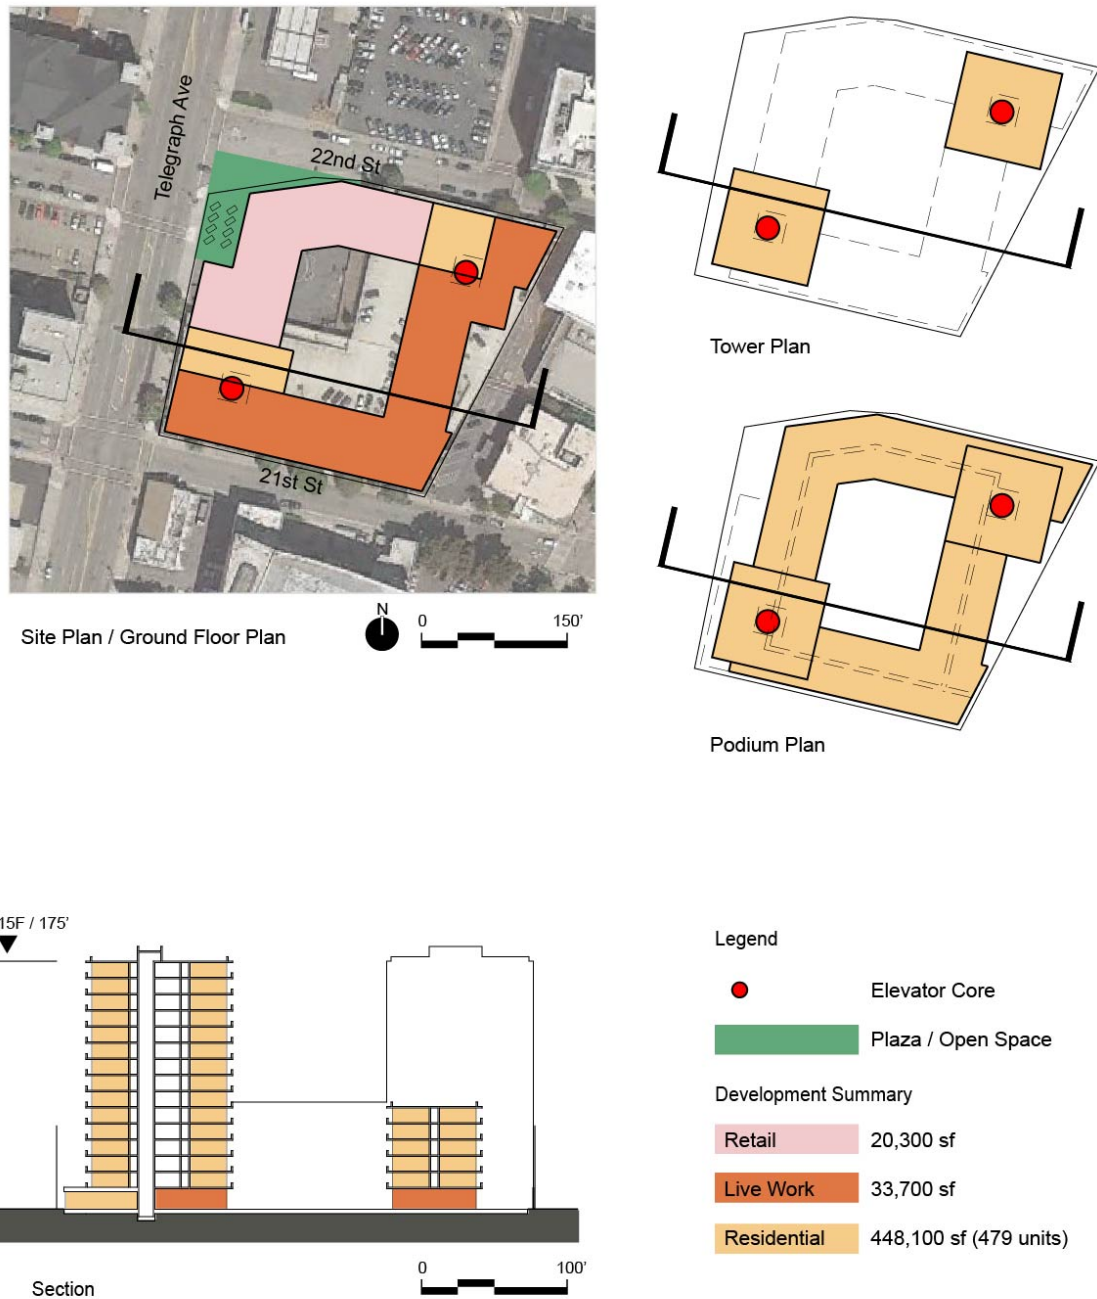 Telegraph Ave
22nd St
21st St
Site Plan / Ground Floor Plan
N
0
150'
Tower Plan
Podium Plan
15F / 175'
Section
0
100'
Legend
Elevator Core
Plaza / Open Space
Development Summary
Retail 20,300 sf
Live Work 33,700 sf
Residential 448,100 sf (479 units)